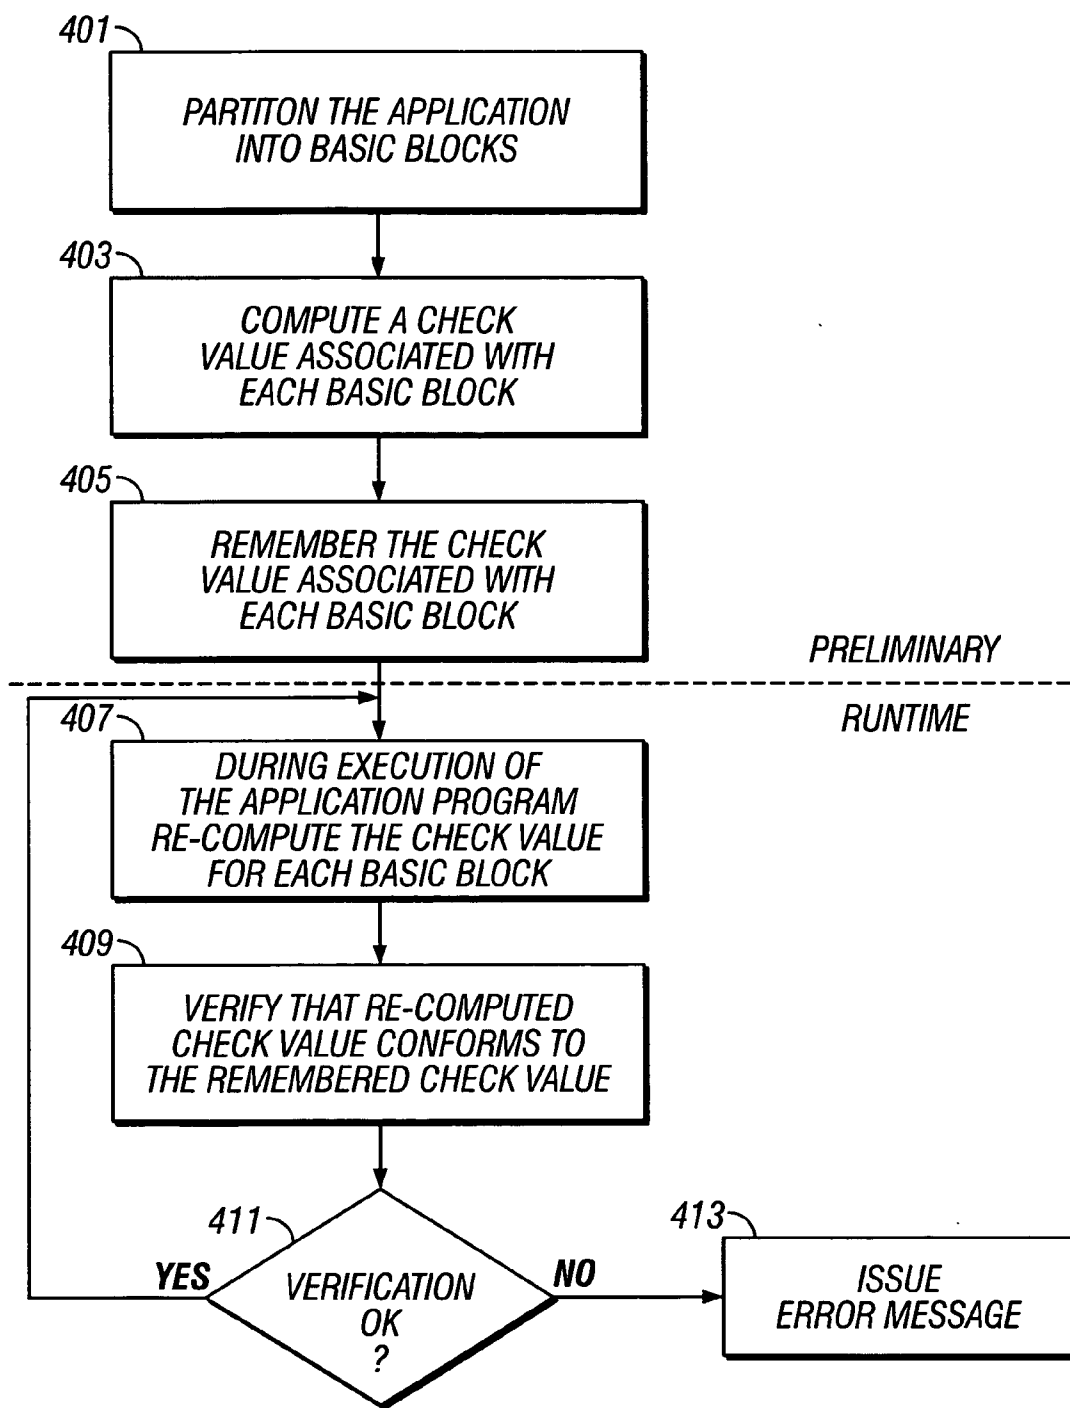 401
PARTITON THE APPLICATION
INTO BASIC BLOCKS
403
COMPUTE A CHECK
VALUE ASSOCIATED WITH
EACH BASIC BLOCK
405
REMEMBER THE CHECK
VALUE ASSOCIATED WITH
EACH BASIC BLOCK
PRELIMINARY
RUNTIME
407
DURING EXECUTION OF
THE APPLICATION PROGRAM
RE-COMPUTE THE CHECK VALUE
FOR EACH BASIC BLOCK
409
VERIFY THAT RE-COMPUTED
CHECK VALUE CONFORMS TO
THE REMEMBERED CHECK VALUE
411
YES
VERIFICATION
OK
?
NO
413
ISSUE
ERROR MESSAGE